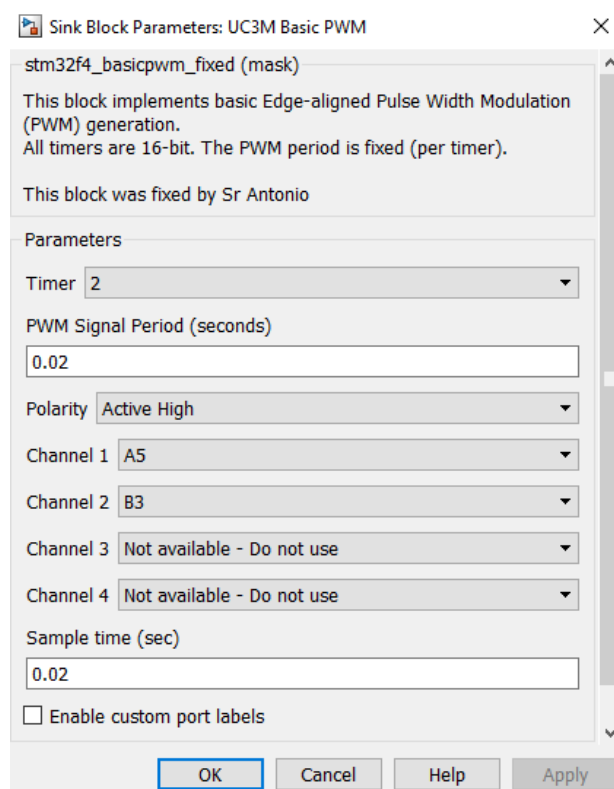 Sink Block Parameters: UC3M Basic PWM
stm32f4_basicpwm_fixed (mask)
This block implements basic Edge-aligned Pulse Width Modulation
(PWM) generation.
All timers are 16-bit. The PWM period is fixed (per timer).
This block was fixed by Sr Antonio
Parameters
Timer 2
PWM Signal Period (seconds)
0.02
Polarity Active High
Channel 1 A5
Channel 2 B3
Channel 3 Not available - Do not use
Channel 4 Not available - Do not use
Sample time (sec)
0.02
Enable custom port labels
OK Cancel Help Apply